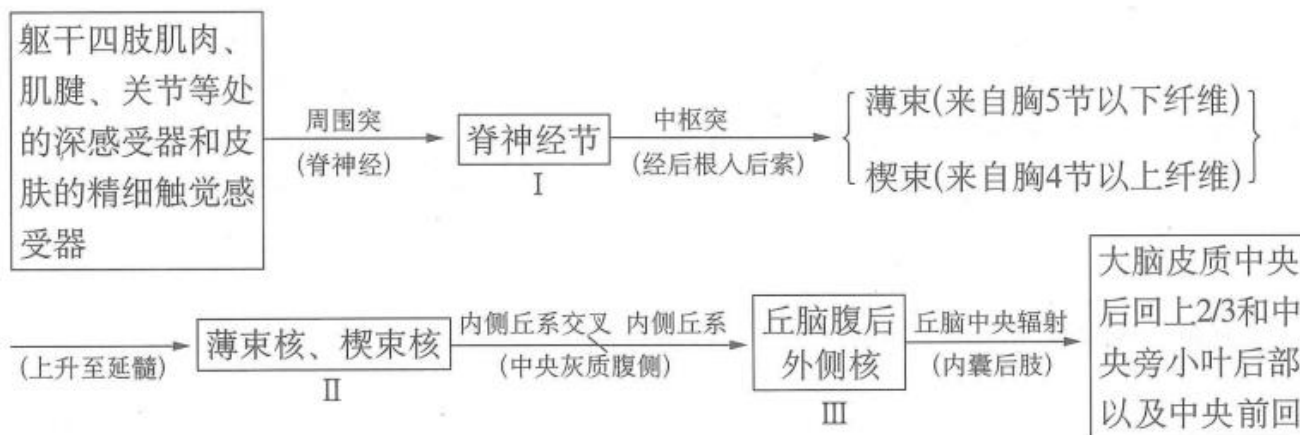 躯干四肢肌肉、
肌腱、关节等处
的深感受器和皮
肤的精细触觉感
受器
周围突
(脊神经)
脊神经节
I
中枢突
(经后根入后索)
薄束(来自胸5节以下纤维)
楔束(来自胸4节以上纤维)
(上升至延髓)
薄束核、楔束核
II
内侧丘系交叉 内侧丘系
(中央灰质腹侧)
丘脑腹后
外侧核
III
丘脑中央辐射
(内囊后肢)
大脑皮质中央
后回上2/3和中
央旁小叶后部
以及中央前回